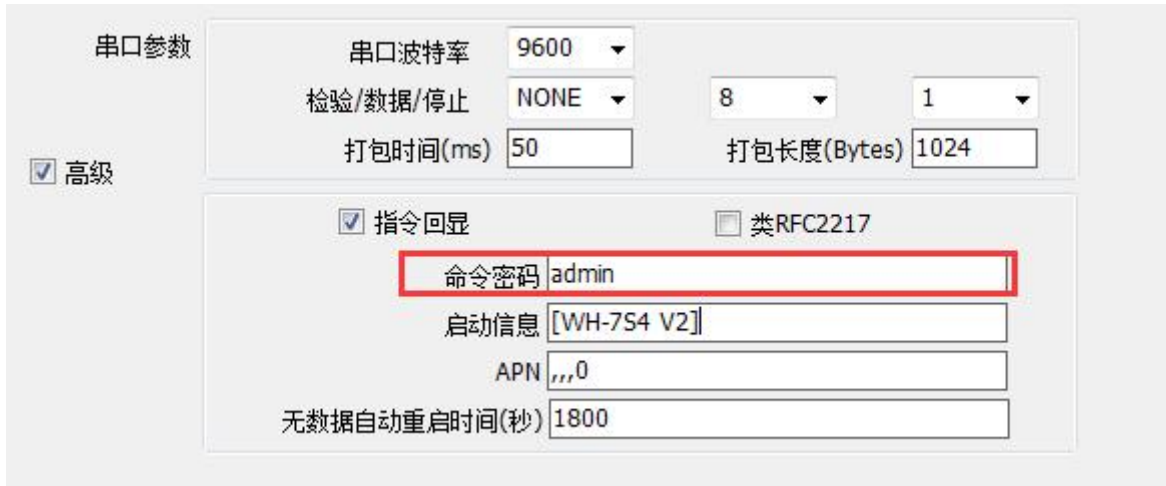 串口参数
串口波特率 9600
检验/数据/停止 NONE 8 1
打包时间(ms) 50 打包长度(Bytes) 1024
高级
指令回显 类RFC2217
命令密码 admin
启动信息 [WH-7S4 V2]
APN ,,,0
无数据自动重启时间(秒) 1800